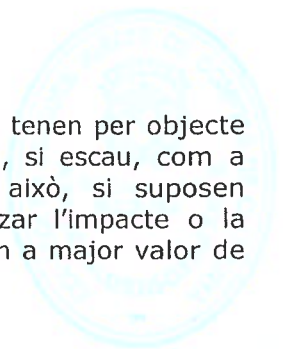 tenen per objecte
, si escau, com a
això, si suposen
zar l'impacte o la
n a major valor de